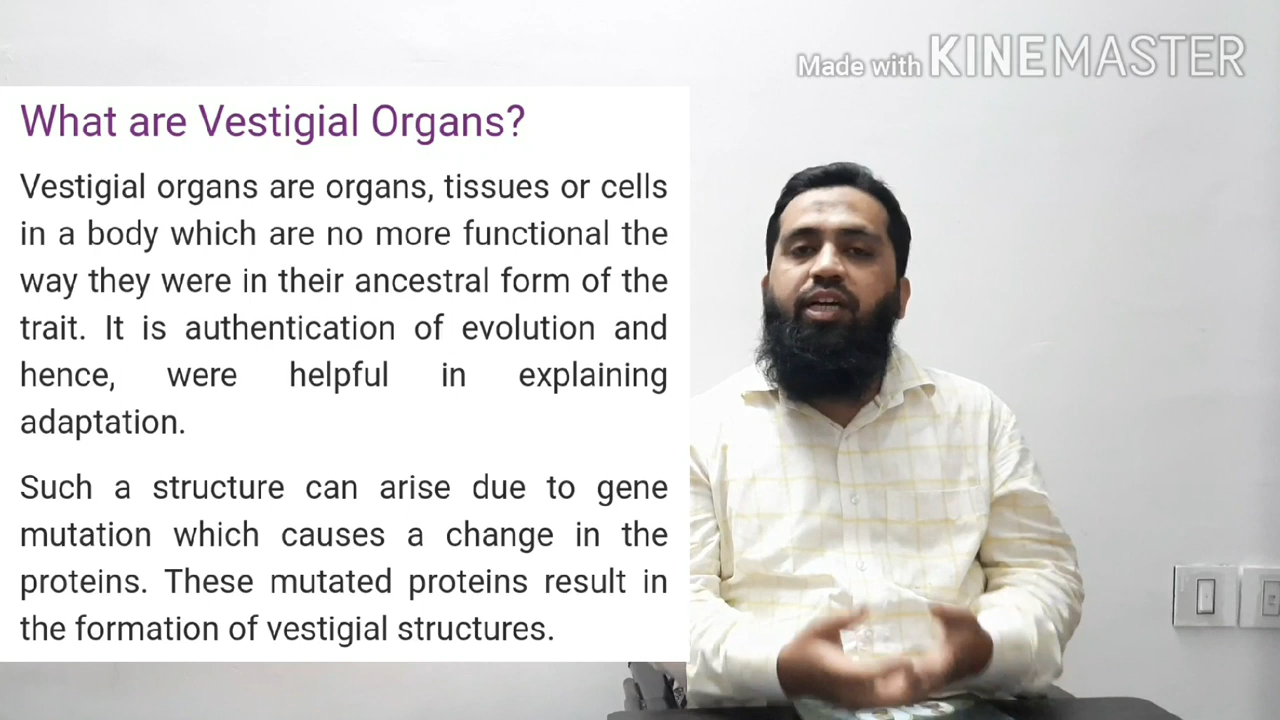 Made with KINEMASTER
What are Vestigial Organs?
Vestigial organs are organs, tissues or cells
in a body which are no more functional the
way they were in their ancestral form of the
trait. It is authentication of evolution and
hence, were helpful in explaining
adaptation.
Such a structure can arise due to gene
mutation which causes a change in the
proteins. These mutated proteins result in
the formation of vestigial structures.